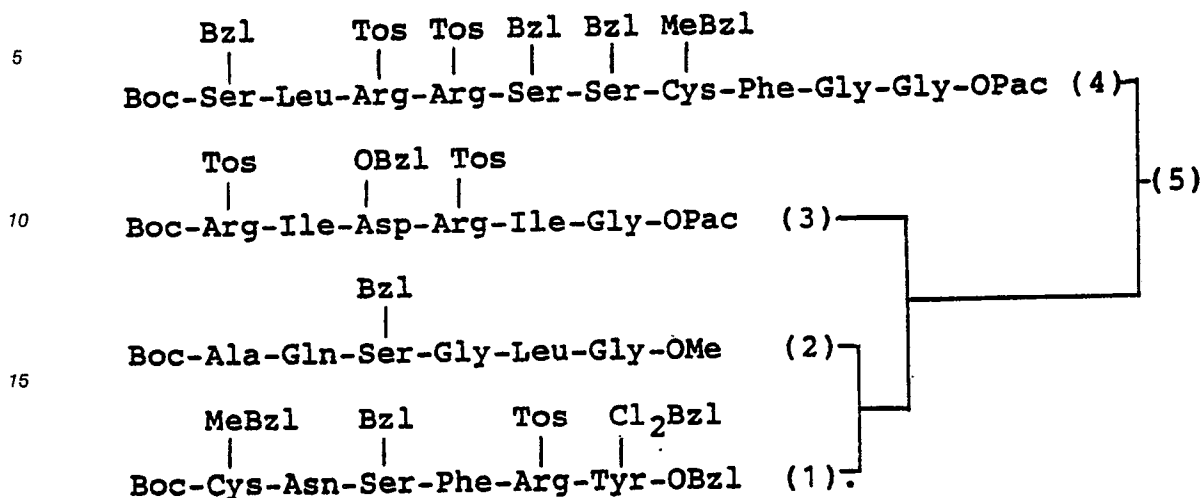 Bzl Tos Tos Bzl Bzl MeBzl
5
Boc-Ser-Leu-Arg-Arg-Ser-Ser-Cys-Phe-Gly-Gly-OPac (4)
(5)
Tos OBzl Tos
10
Boc-Arg-Ile-Asp-Arg-Ile-Gly-OPac (3)
Bzl
Boc-Ala-Gln-Ser-Gly-Leu-Gly-OMe (2)
15
MeBzl Bzl Tos Cl2Bzl
Boc-Cys-Asn-Ser-Phe-Arg-Tyr-OBzl (1).